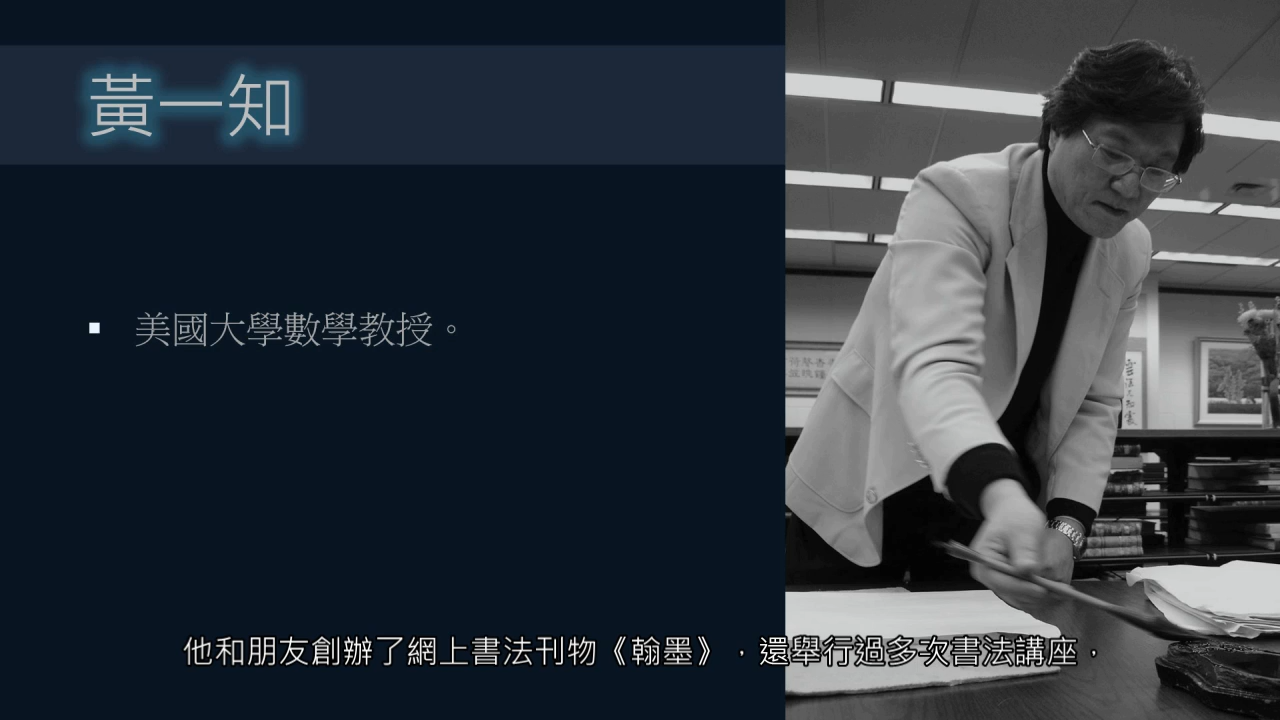 黃一知
▪ 美國大學數學教授。
他和朋友創辦了網上書法刊物《翰墨》，還舉行過多次書法講座，